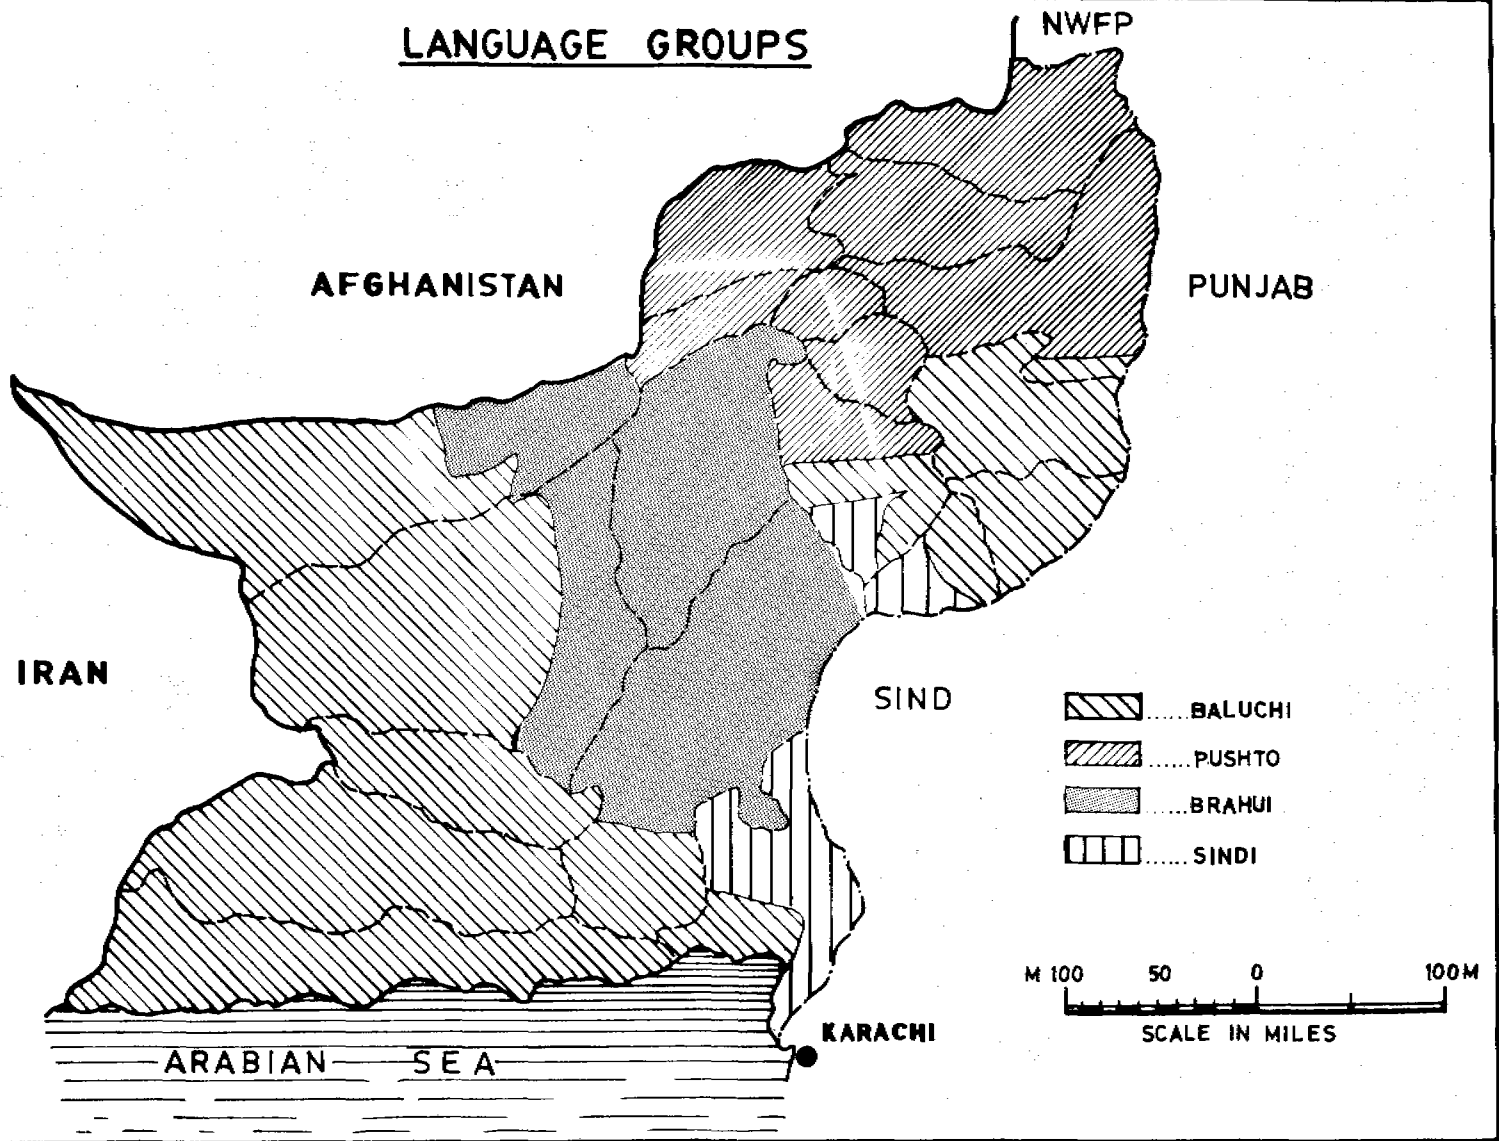 LANGUAGE GROUPS
NWFP
AFGHANISTAN
PUNJAB
IRAN
SIND
......BALUCHI
......PUSHTO
......BRAHUI
......SINDI
M 100 50 0 100 M
SCALE IN MILES
KARACHI
ARABIAN SEA